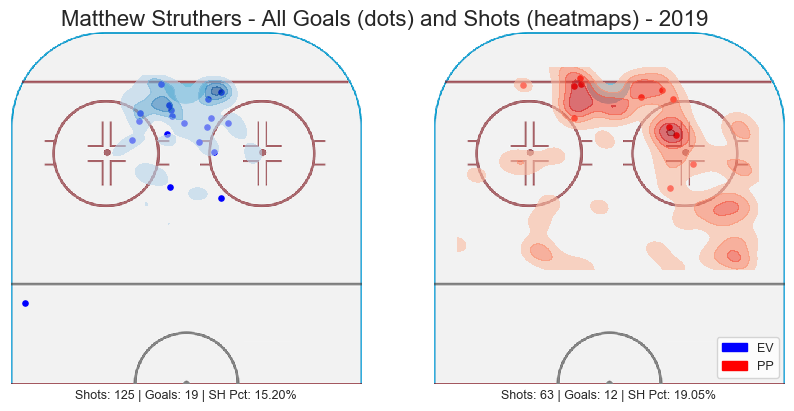 Matthew Struthers - All Goals (dots) and Shots (heatmaps) - 2019
EV
PP
Shots: 125 | Goals: 19 | SH Pct: 15.20%
Shots: 63 | Goals: 12 | SH Pct: 19.05%